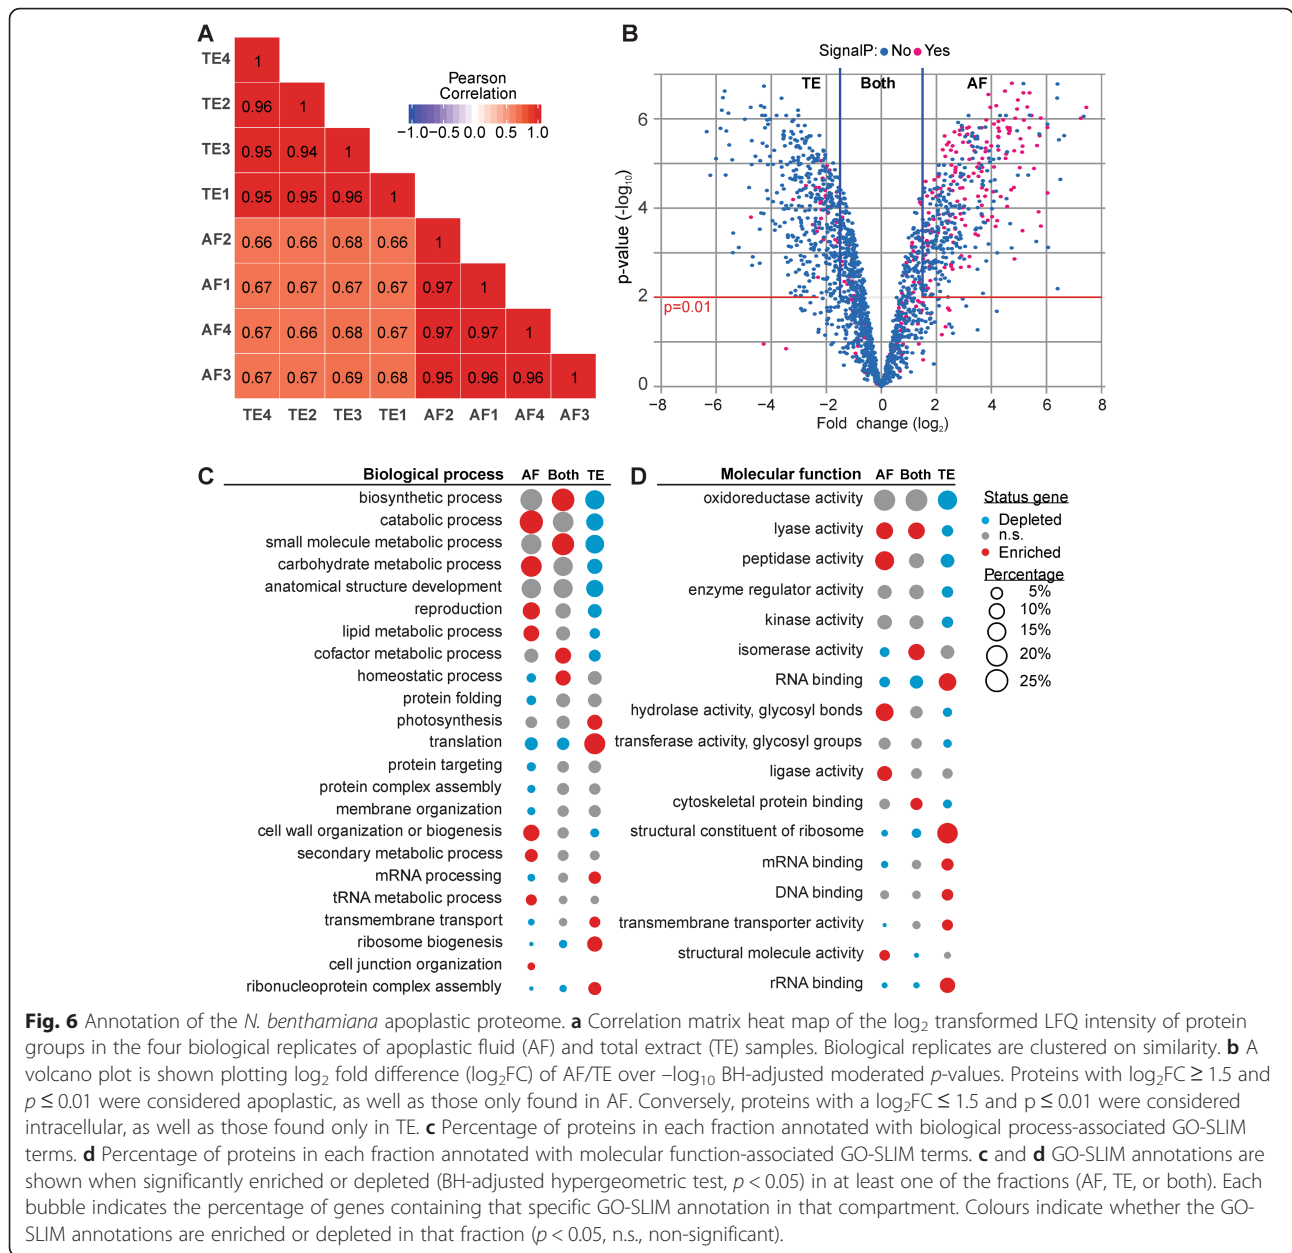 A
TE4 1
TE2 0.96 1
TE3 0.95 0.94 1
TE1 0.95 0.95 0.96 1
AF2 0.66 0.66 0.68 0.66 1
AF1 0.67 0.67 0.67 0.67 0.97 1
AF4 0.67 0.66 0.68 0.67 0.97 0.97 1
AF3 0.67 0.67 0.69 0.68 0.95 0.96 0.96 1
TE4 TE2 TE3 TE1 AF2 AF1 AF4 AF3
Pearson
Correlation
−1.0 −0.5 0.0 0.5 1.0
B
SignalP: No Yes
TE Both AF
p-value (-log10)
6
4
2
0
p=0.01
−8 −6 −4 −2 0 2 4 6 8
Fold change (log2)
C
Biological process AF Both TE
biosynthetic process
catabolic process
small molecule metabolic process
carbohydrate metabolic process
anatomical structure development
reproduction
lipid metabolic process
cofactor metabolic process
homeostatic process
protein folding
photosynthesis
translation
protein targeting
protein complex assembly
membrane organization
cell wall organization or biogenesis
secondary metabolic process
mRNA processing
tRNA metabolic process
transmembrane transport
ribosome biogenesis
cell junction organization
ribonucleoprotein complex assembly
D
Molecular function AF Both TE
oxidoreductase activity
lyase activity
peptidase activity
enzyme regulator activity
kinase activity
isomerase activity
RNA binding
hydrolase activity, glycosyl bonds
transferase activity, glycosyl groups
ligase activity
cytoskeletal protein binding
structural constituent of ribosome
mRNA binding
DNA binding
transmembrane transporter activity
structural molecule activity
rRNA binding
Status gene
Depleted
n.s.
Enriched
Percentage
5%
10%
15%
20%
25%
Fig. 6 Annotation of the N. benthamiana apoplastic proteome. a Correlation matrix heat map of the log2 transformed LFQ intensity of protein
groups in the four biological replicates of apoplastic fluid (AF) and total extract (TE) samples. Biological replicates are clustered on similarity. b A
volcano plot is shown plotting log2 fold difference (log2FC) of AF/TE over –log10 BH-adjusted moderated p-values. Proteins with log2FC ≥ 1.5 and
p ≤ 0.01 were considered apoplastic, as well as those only found in AF. Conversely, proteins with a log2FC ≤ 1.5 and p ≤ 0.01 were considered
intracellular, as well as those found only in TE. c Percentage of proteins in each fraction annotated with biological process-associated GO-SLIM
terms. d Percentage of proteins in each fraction annotated with molecular function-associated GO-SLIM terms. c and d GO-SLIM annotations are
shown when significantly enriched or depleted (BH-adjusted hypergeometric test, p < 0.05) in at least one of the fractions (AF, TE, or both). Each
bubble indicates the percentage of genes containing that specific GO-SLIM annotation in that compartment. Colours indicate whether the GO-
SLIM annotations are enriched or depleted in that fraction (p < 0.05, n.s., non-significant).